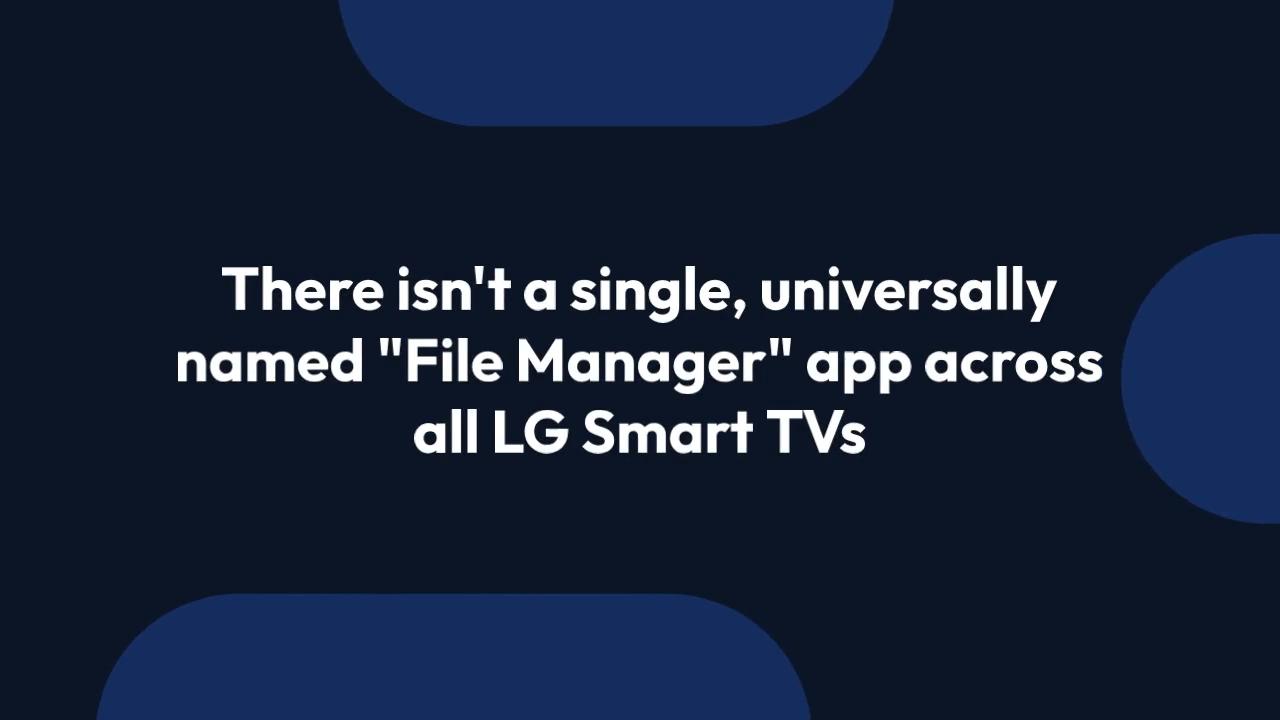 There isn't a single, universally
named "File Manager" app across
all LG Smart TVs